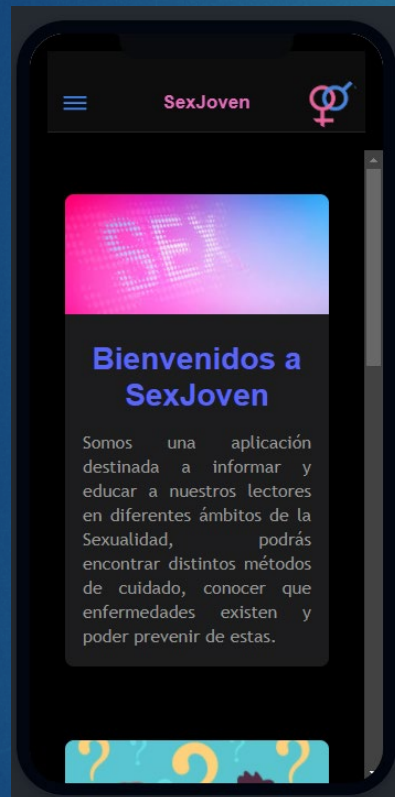 SexJoven
SEX
Bienvenidos a
SexJoven
Somos una aplicación
destinada a informar y
educar a nuestros lectores
en diferentes ámbitos de la
Sexualidad, podrás
encontrar distintos métodos
de cuidado, conocer que
enfermedades existen y
poder prevenir de estas.
? ? ?